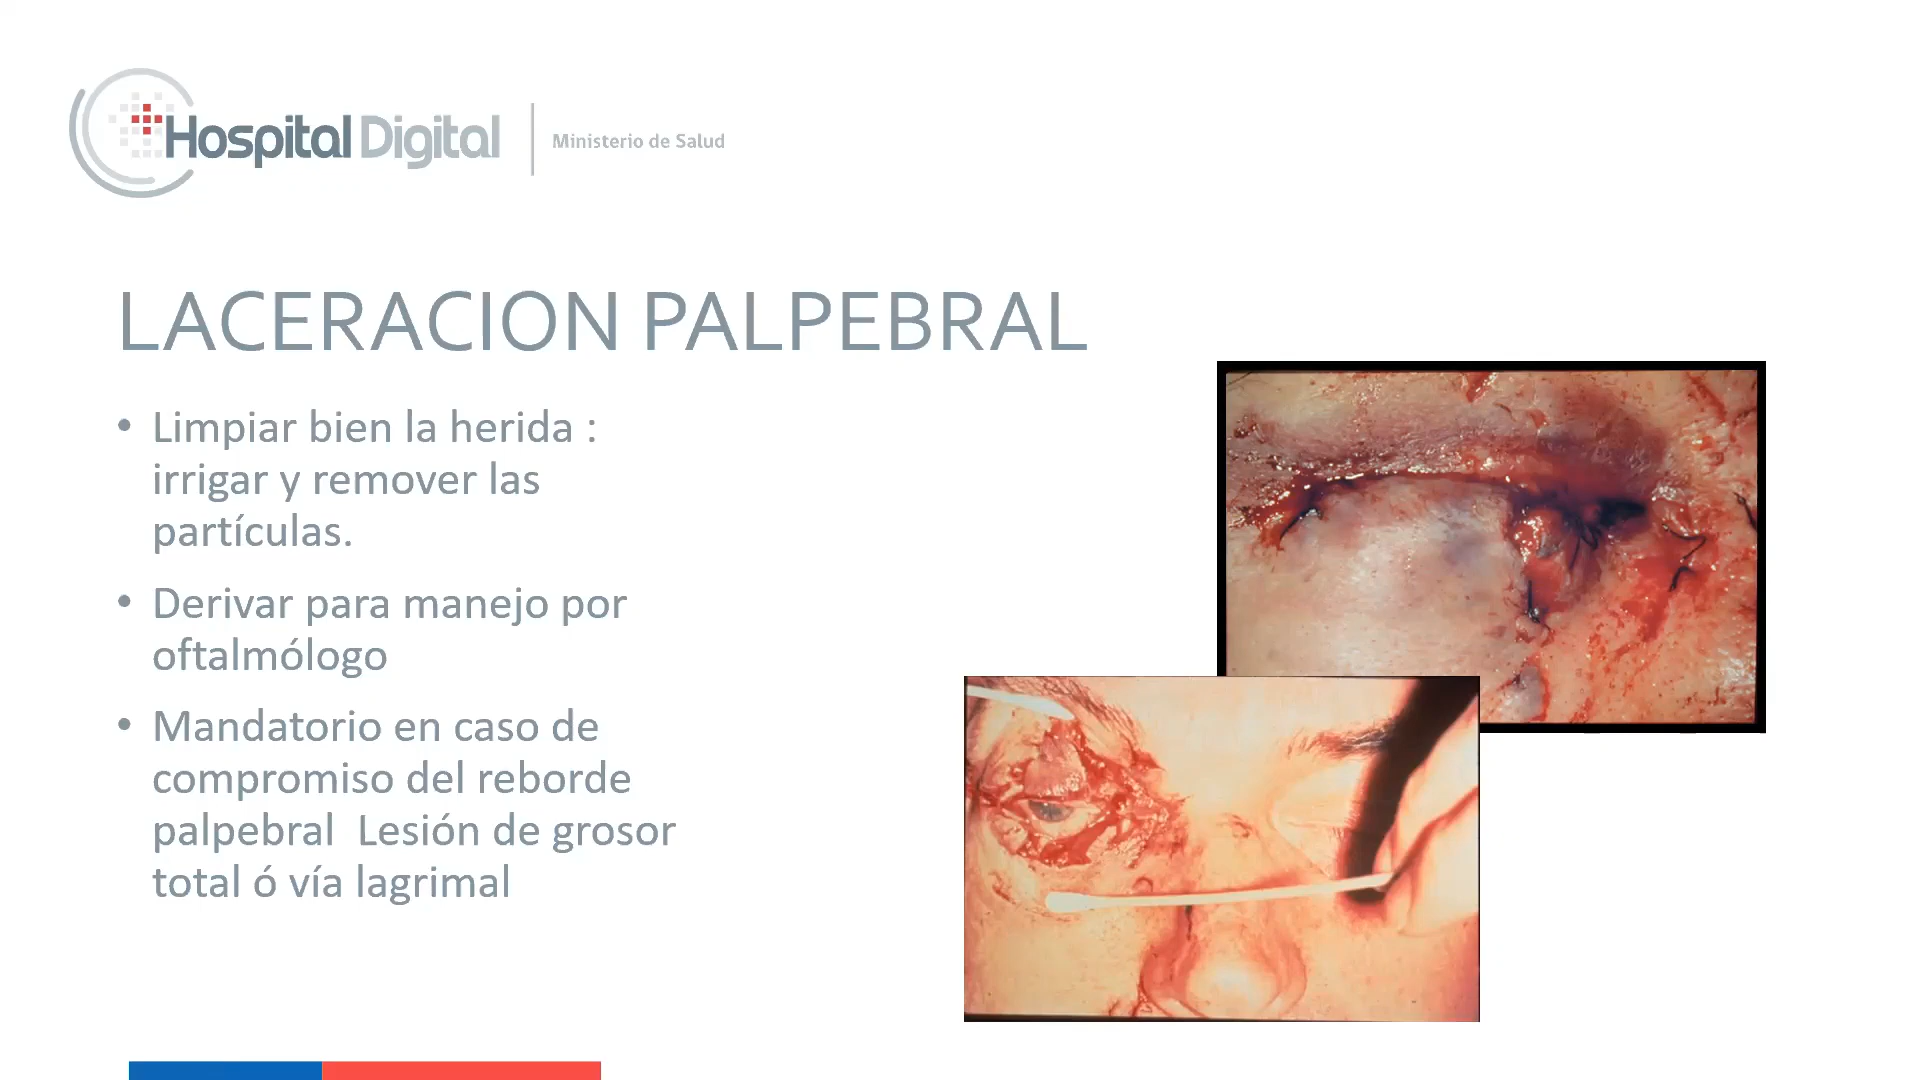 Hospital Digital
Ministerio de Salud
LACERACION PALPEBRAL
• Limpiar bien la herida :
irrigar y remover las
partículas.
• Derivar para manejo por
oftalmólogo
• Mandatorio en caso de
compromiso del reborde
palpebral  Lesión de grosor
total ó vía lagrimal